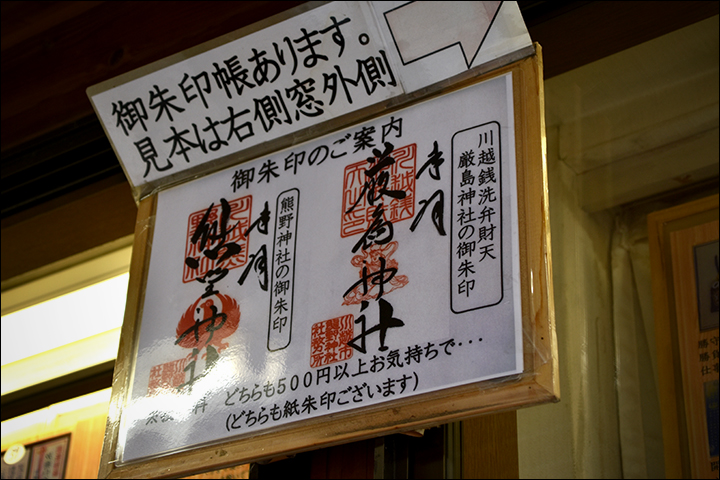 御朱印帳あります。
見本は右側窓外側
御朱印のご案内
川越銭洗弁財天
厳島神社の御朱印
奉拝
厳島神社
熊野神社の御朱印
奉拝
熊野神社
どちらも500円以上お気持ちで・・・
(どちらも紙朱印ございます)